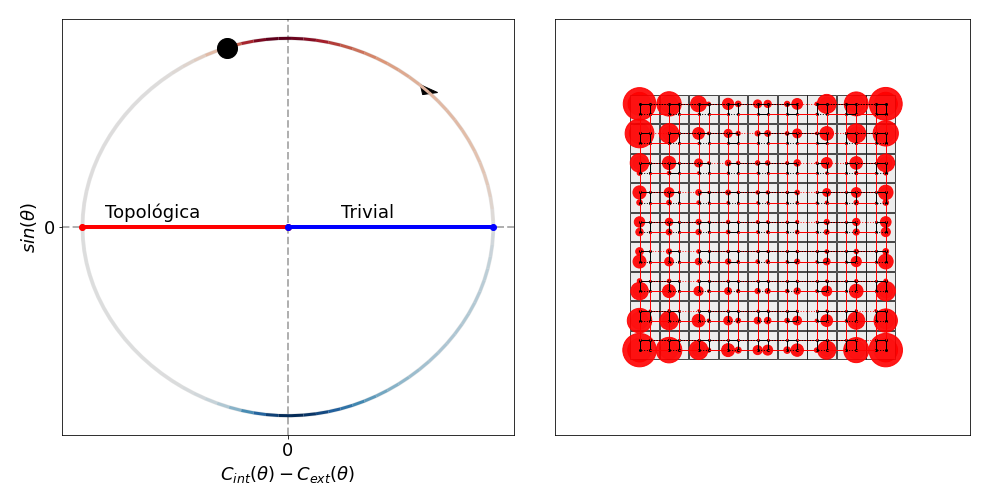 sin(θ)
0
Topológica
Trivial
0
C_int(θ) − C_ext(θ)